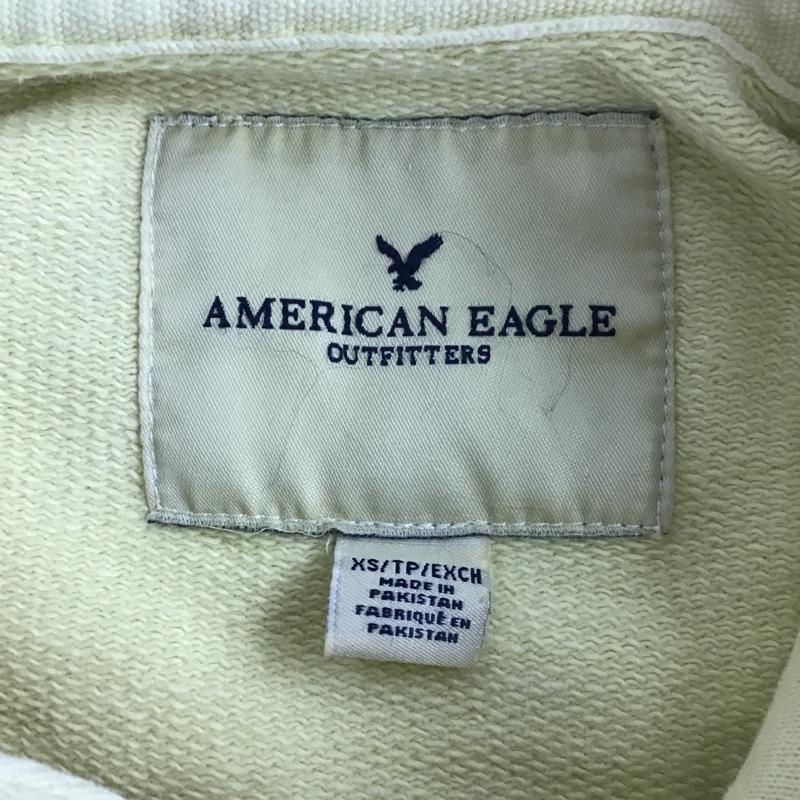 AMERICAN EAGLE
OUTFITTERS
XS/TP/EXCH
MADE IN
PAKISTAN
FABRIQUÉ EN
PAKISTAN